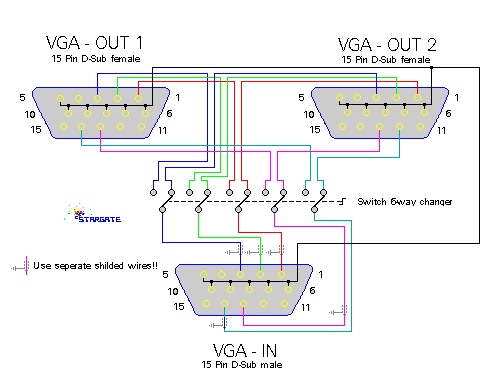 VGA - OUT 1
15 Pin D-Sub female
VGA - OUT 2
15 Pin D-Sub female
5
1
10
6
15
11
5
1
10
6
15
11
Switch 6way changer
STARGATE
Use seperate shilded wires!!
5
1
10
6
15
11
VGA - IN
15 Pin D-Sub male